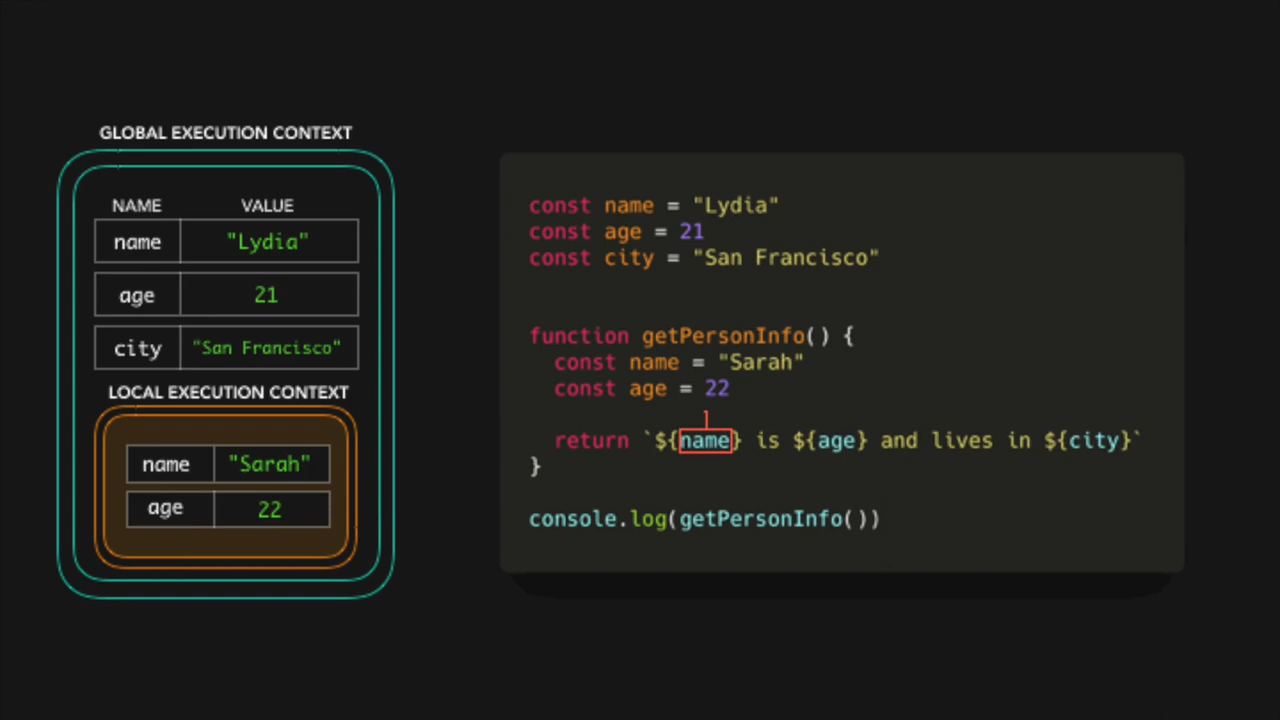 GLOBAL EXECUTION CONTEXT
NAME VALUE
name "Lydia"
age 21
city "San Francisco"
LOCAL EXECUTION CONTEXT
name "Sarah"
age 22
const name = "Lydia"
const age = 21
const city = "San Francisco"
function getPersonInfo() {
const name = "Sarah"
const age = 22
return `${name} is ${age} and lives in ${city}`
}
console.log(getPersonInfo())